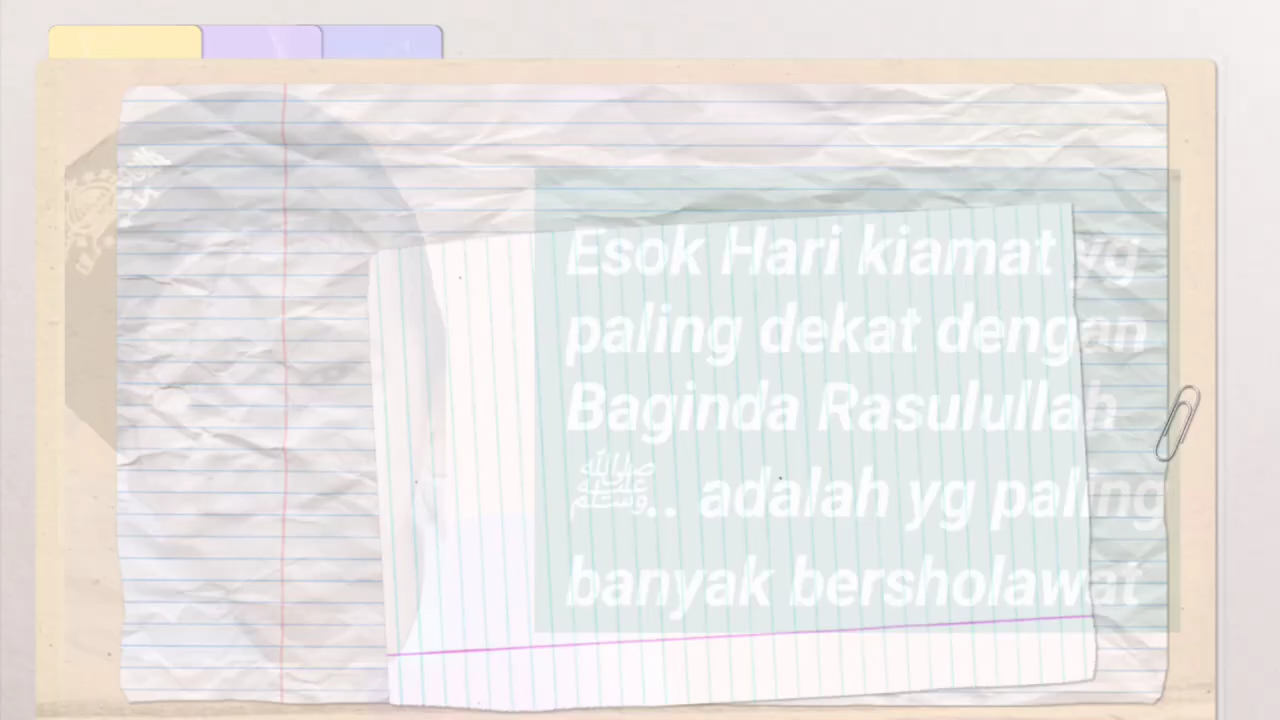 Esok Hari kiamat yg
paling dekat dengan
Baginda Rasulullah
ﷺ.. adalah yg paling
banyak bersholawat